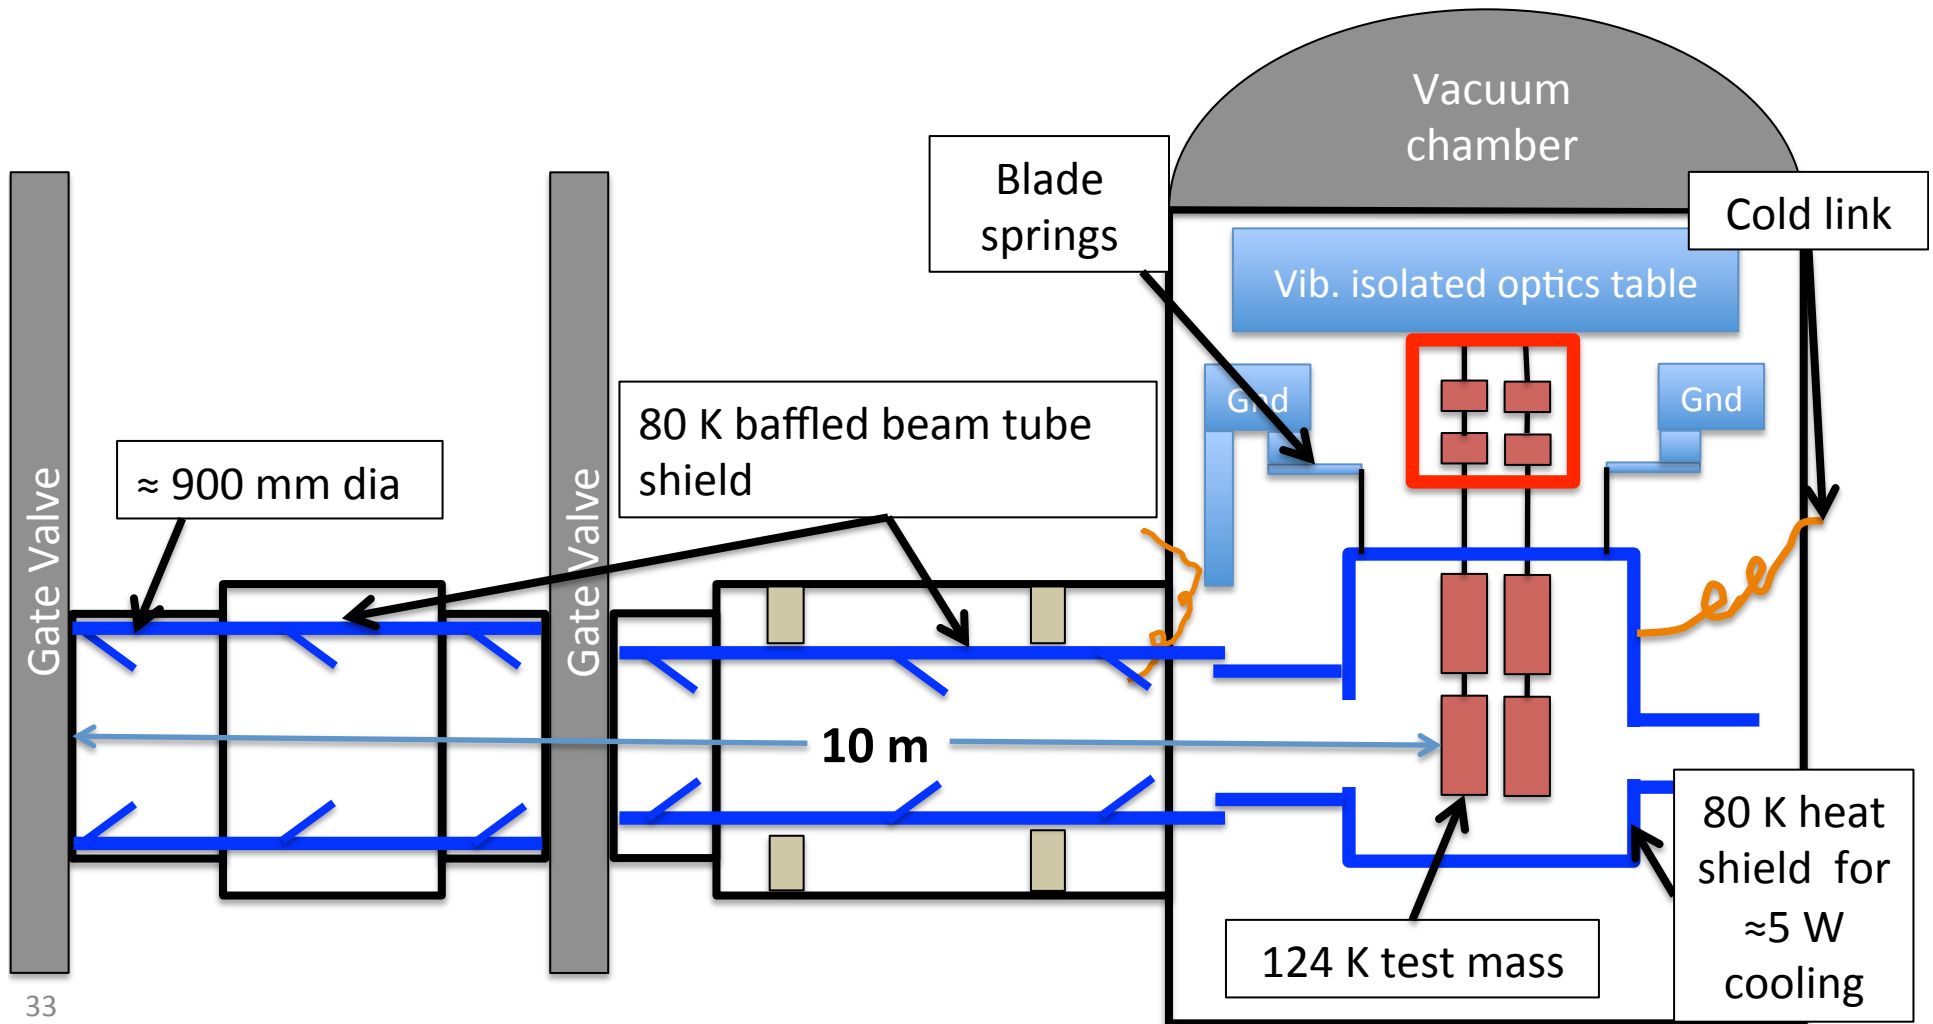 Vacuum
chamber
Blade
springs
Cold link
Vib. isolated optics table
Gnd
Gnd
80 K baffled beam tube
shield
≈ 900 mm dia
Gate Valve
Gate Valve
10 m
80 K heat
shield for
≈5 W
cooling
124 K test mass
33